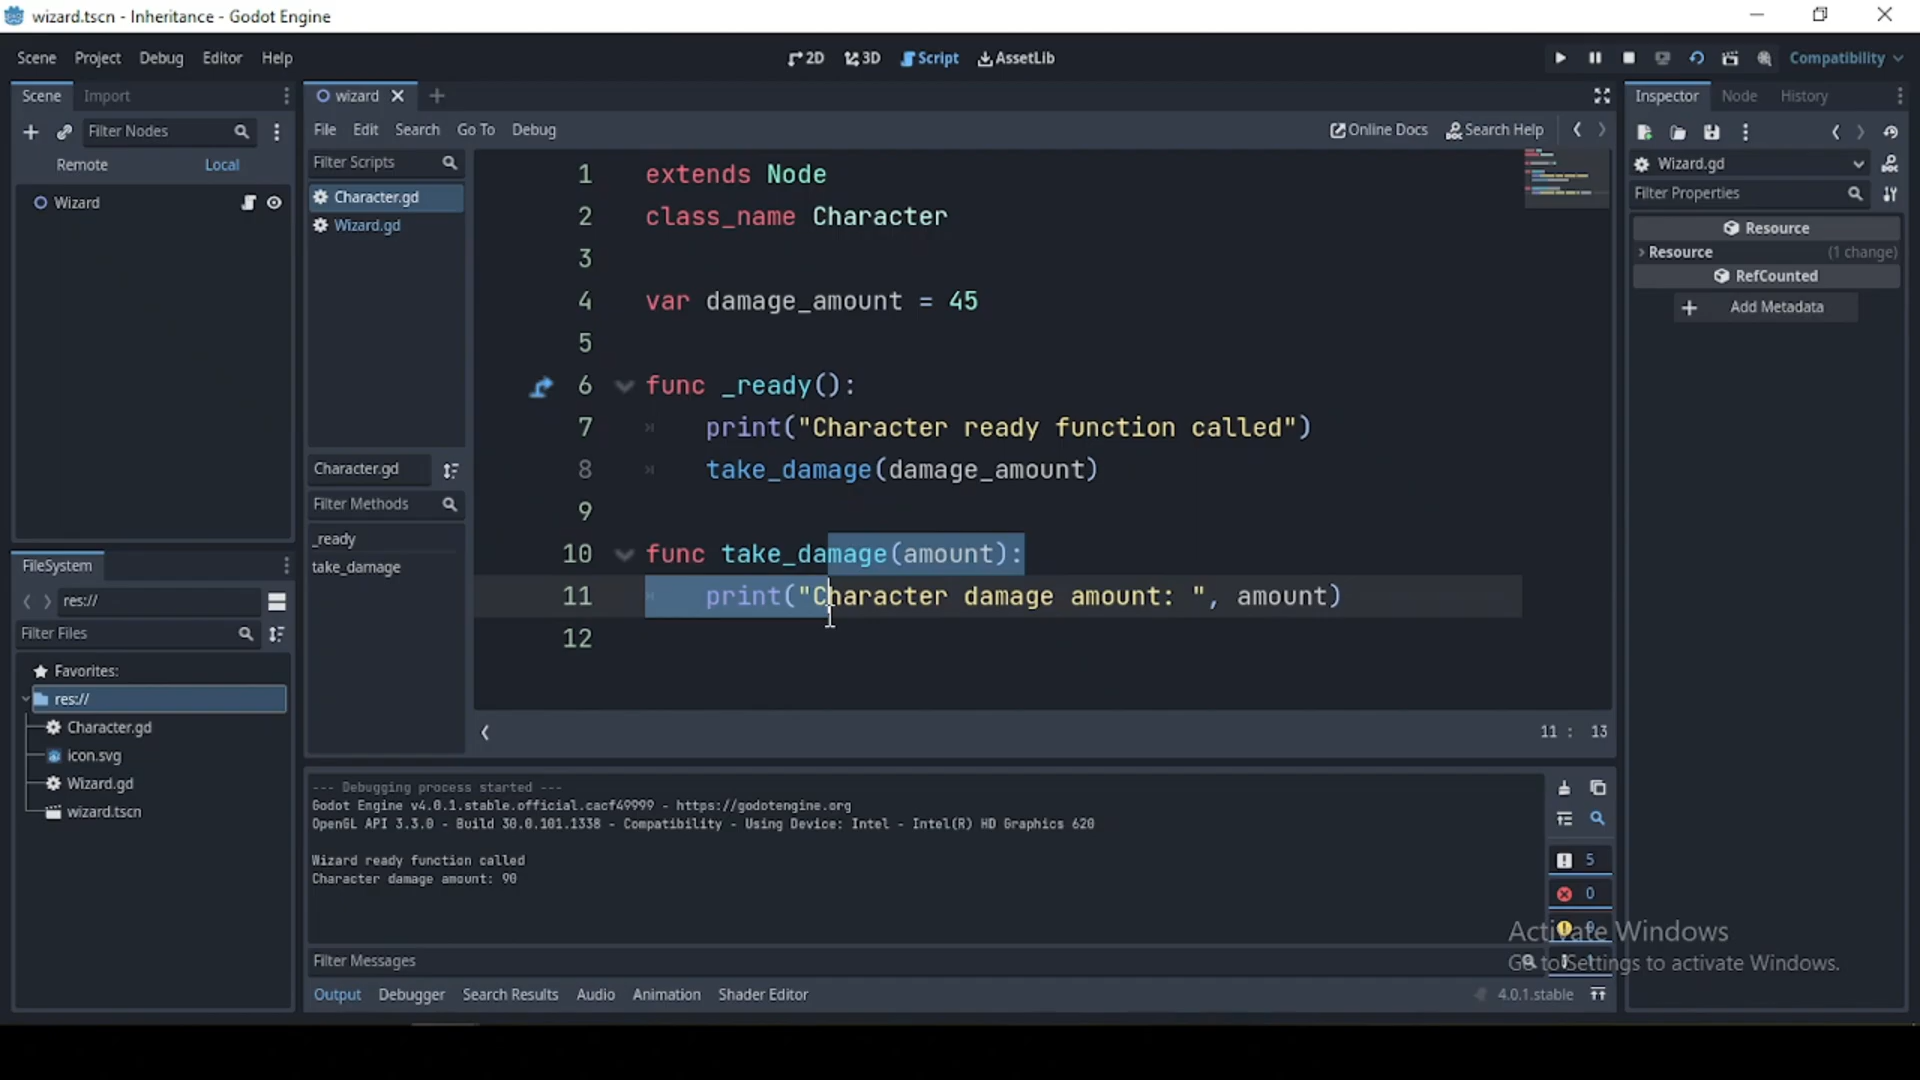 wizard.tscn - Inheritance - Godot Engine
Scene Project Debug Editor Help
2D 3D Script AssetLib
Compatibility
Scene Import
wizard
Inspector Node History
Filter Nodes
File Edit Search Go To Debug
Online Docs Search Help
Remote Local
Filter Scripts
Wizard.gd
Filter Properties
Wizard
Character.gd
Wizard.gd
Resource
Resource (1 change)
RefCounted
Add Metadata
1 extends Node
2 class_name Character
3
4 var damage_amount = 45
5
6 func _ready():
7 print("Character ready function called")
8 take_damage(damage_amount)
9
10 func take_damage(amount):
11 print("Character damage amount: ", amount)
12
Character.gd
Filter Methods
_ready
take_damage
11 : 13
FileSystem
res://
Filter Files
Favorites:
res://
Character.gd
icon.svg
Wizard.gd
wizard.tscn
--- Debugging process started ---
Godot Engine v4.0.1.stable.official.cacf49999 - https://godotengine.org
OpenGL API 3.3.0 - Build 30.0.101.1338 - Compatibility - Using Device: Intel - Intel(R) HD Graphics 620
Wizard ready function called
Character damage amount: 90
5
0
Filter Messages
Output Debugger Search Results Audio Animation Shader Editor
4.0.1.stable
Activate Windows
Go to Settings to activate Windows.